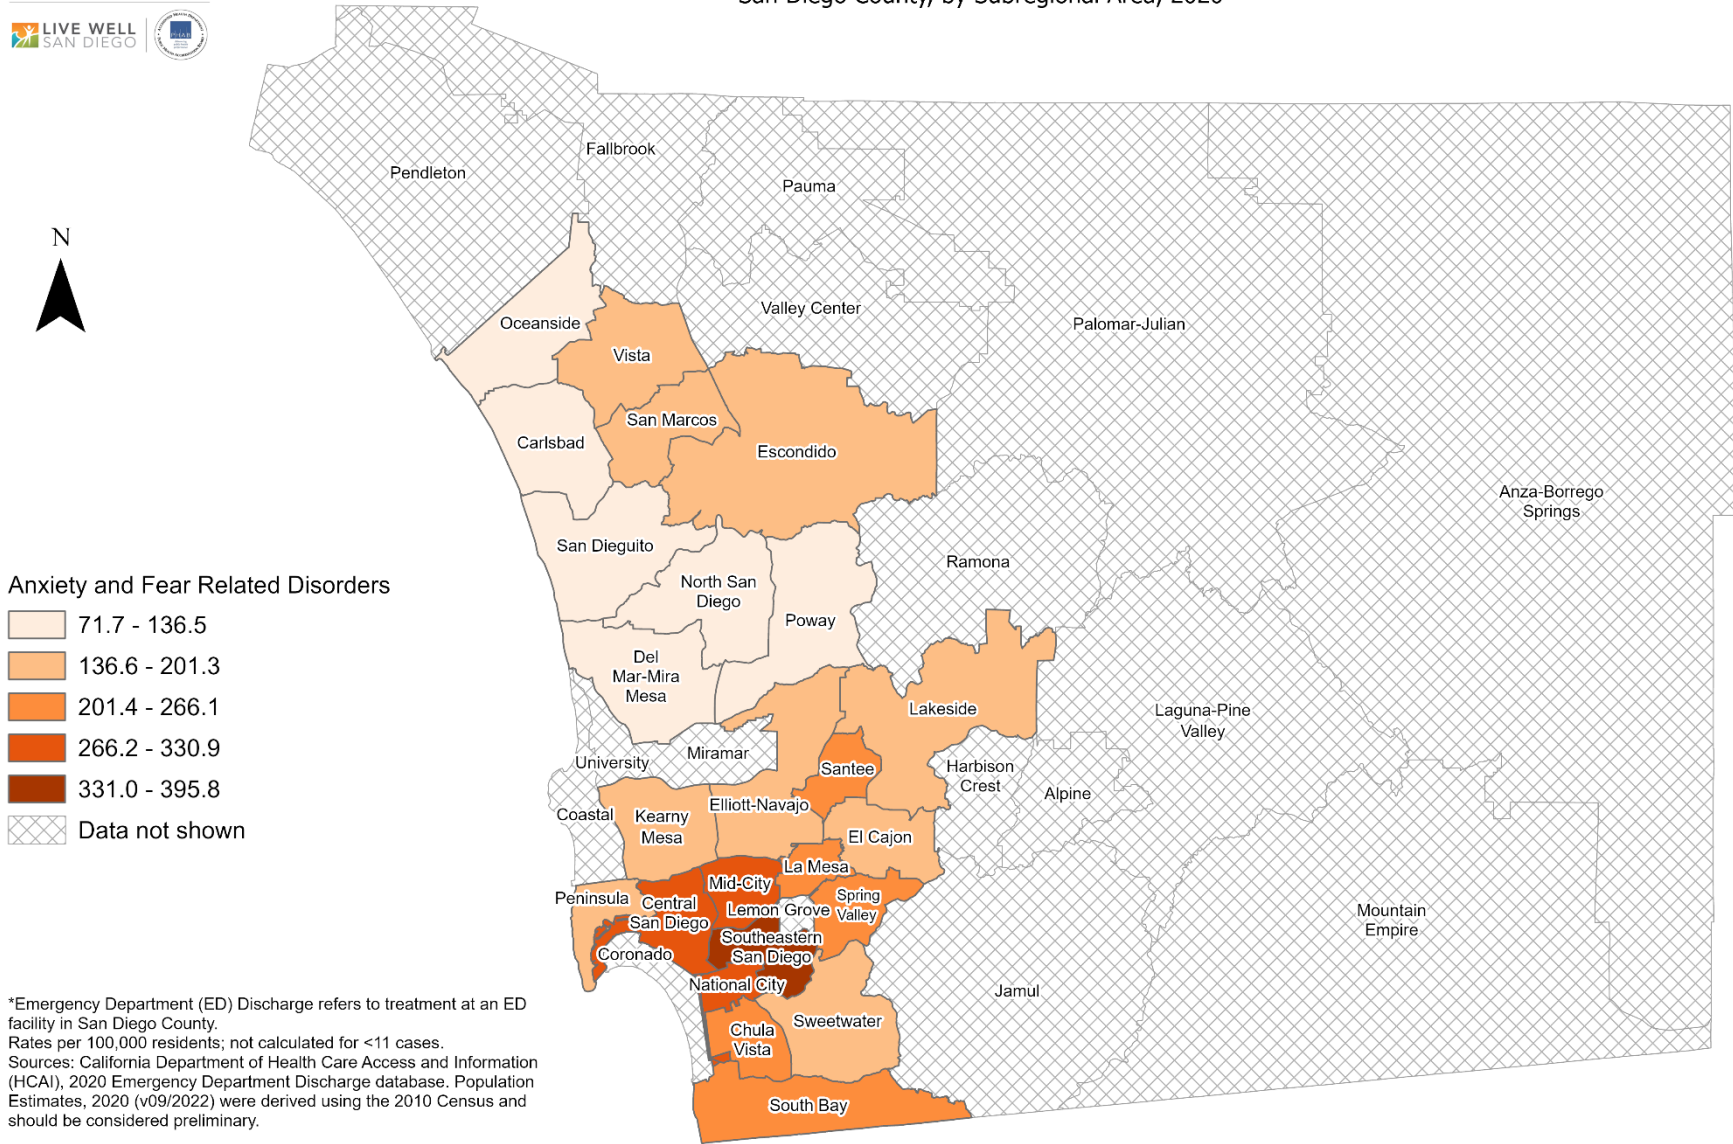 San Diego County, by Subregional Area, 2020
LIVE WELL
SAN DIEGO
PHAB
N
Pendleton
Fallbrook
Pauma
Valley Center
Palomar-Julian
Oceanside
Vista
San Marcos
Carlsbad
Escondido
Anza-Borrego
Springs
San Dieguito
Ramona
North San
Diego
Poway
Del
Mar-Mira
Mesa
Lakeside
Laguna-Pine
Valley
Miramar
University
Santee
Harbison
Crest
Alpine
Coastal
Kearny
Mesa
Elliott-Navajo
El Cajon
La Mesa
Mid-City
Peninsula
Central
San Diego
Lemon Grove
Spring
Valley
Mountain
Empire
Southeastern
San Diego
Coronado
National City
Jamul
Sweetwater
Chula
Vista
South Bay
Anxiety and Fear Related Disorders
71.7 - 136.5
136.6 - 201.3
201.4 - 266.1
266.2 - 330.9
331.0 - 395.8
Data not shown
*Emergency Department (ED) Discharge refers to treatment at an ED
facility in San Diego County.
Rates per 100,000 residents; not calculated for <11 cases.
Sources: California Department of Health Care Access and Information
(HCAI), 2020 Emergency Department Discharge database. Population
Estimates, 2020 (v09/2022) were derived using the 2010 Census and
should be considered preliminary.